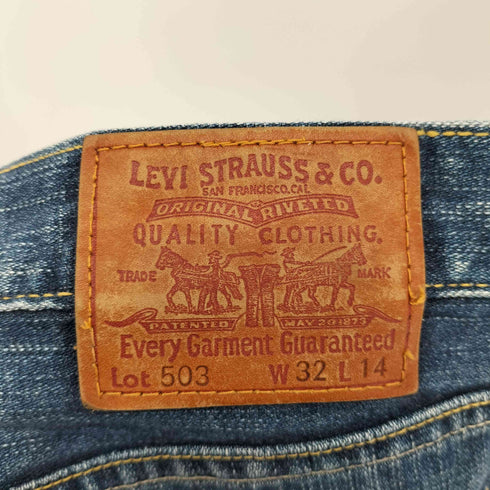 LEVI STRAUSS & CO.
SAN FRANCISCO, CAL.
ORIGINAL RIVETED
QUALITY CLOTHING.
TRADE MARK
PATENTED MAY 20 1873
Every Garment Guaranteed
Lot 503 W 32 L 14